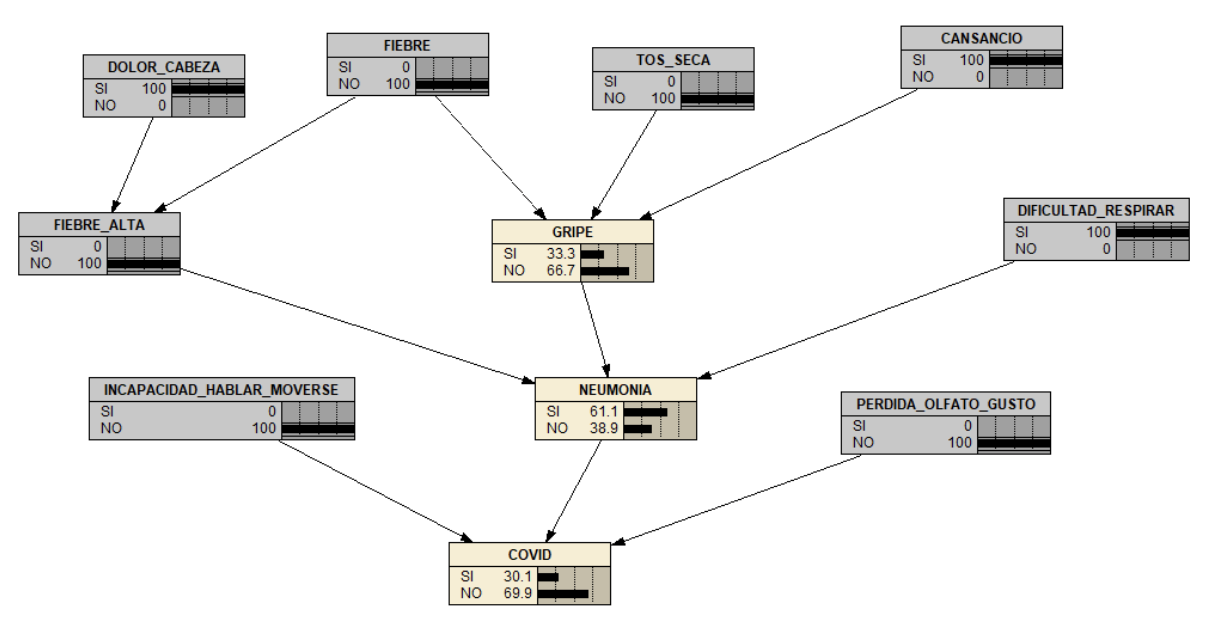 DOLOR_CABEZA
SI 100
NO 0
FIEBRE
SI 0
NO 100
TOS_SECA
SI 0
NO 100
CANSANCIO
SI 100
NO 0
FIEBRE_ALTA
SI 0
NO 100
GRIPE
SI 33.3
NO 66.7
DIFICULTAD_RESPIRAR
SI 100
NO 0
INCAPACIDAD_HABLAR_MOVERSE
SI 0
NO 100
NEUMONIA
SI 61.1
NO 38.9
PERDIDA_OLFATO_GUSTO
SI 0
NO 100
COVID
SI 30.1
NO 69.9